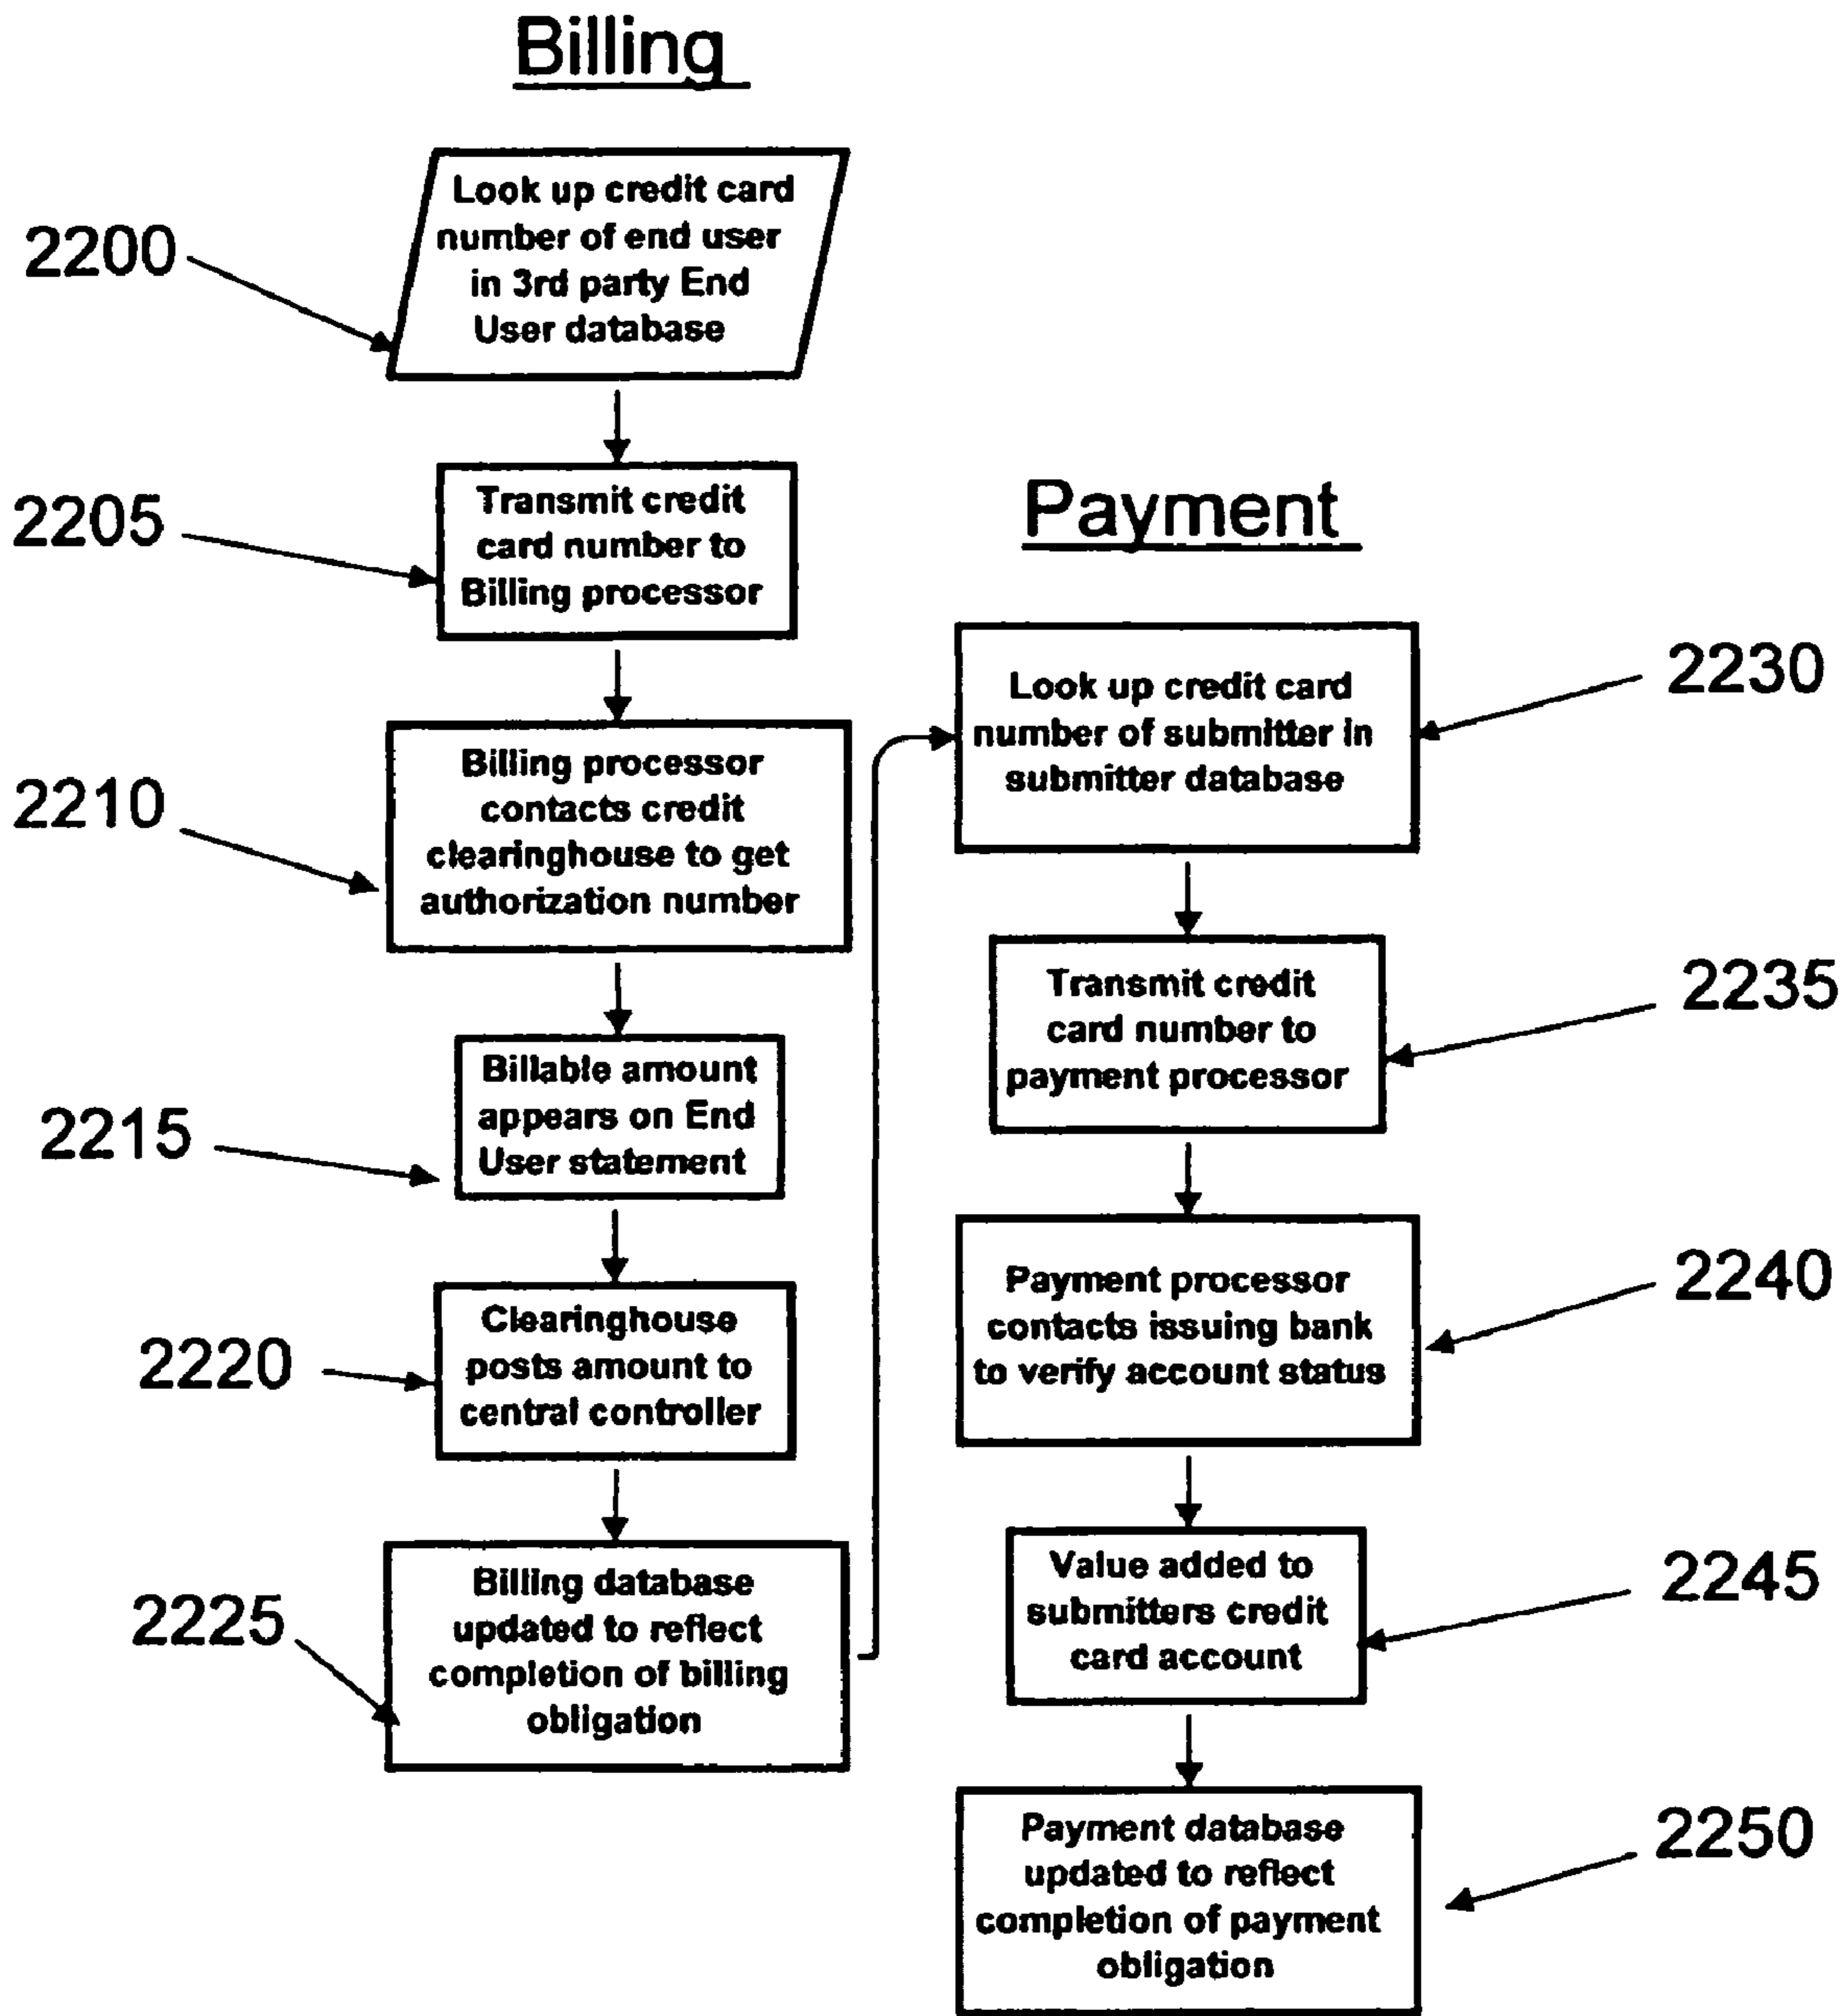 Billing
2200
Look up credit card
number of end user
in 3rd party End
User database
2205
Transmit credit
card number to
Billing processor
2210
Billing processor
contacts credit
clearinghouse to get
authorization number
2215
Billable amount
appears on End
User statement
2220
Clearinghouse
posts amount to
central controller
2225
Billing database
updated to reflect
completion of billing
obligation
Payment
2230
Look up credit card
number of submitter in
submitter database
2235
Transmit credit
card number to
payment processor
2240
Payment processor
contacts issuing bank
to verify account status
2245
Value added to
submitters credit
card account
2250
Payment database
updated to reflect
completion of payment
obligation